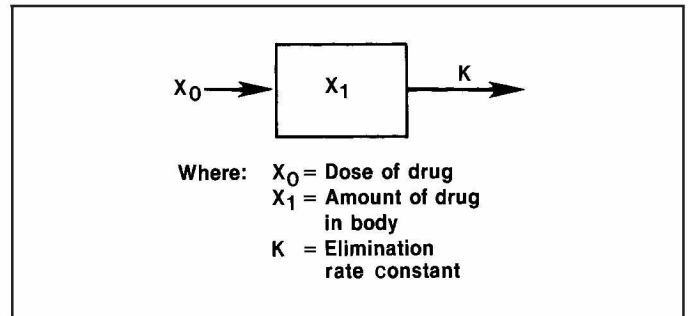 X₀
X₁
K
Where: X₀ = Dose of drug
X₁ = Amount of drug
in body
K = Elimination
rate constant